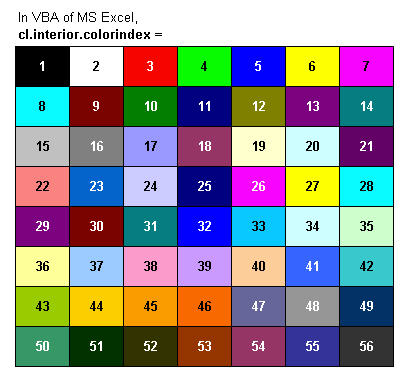 In VBA of MS Excel,
cl.interior.colorindex =
1 2 3 4 5 6 7
8 9 10 11 12 13 14
15 16 17 18 19 20 21
22 23 24 25 26 27 28
29 30 31 32 33 34 35
36 37 38 39 40 41 42
43 44 45 46 47 48 49
50 51 52 53 54 55 56